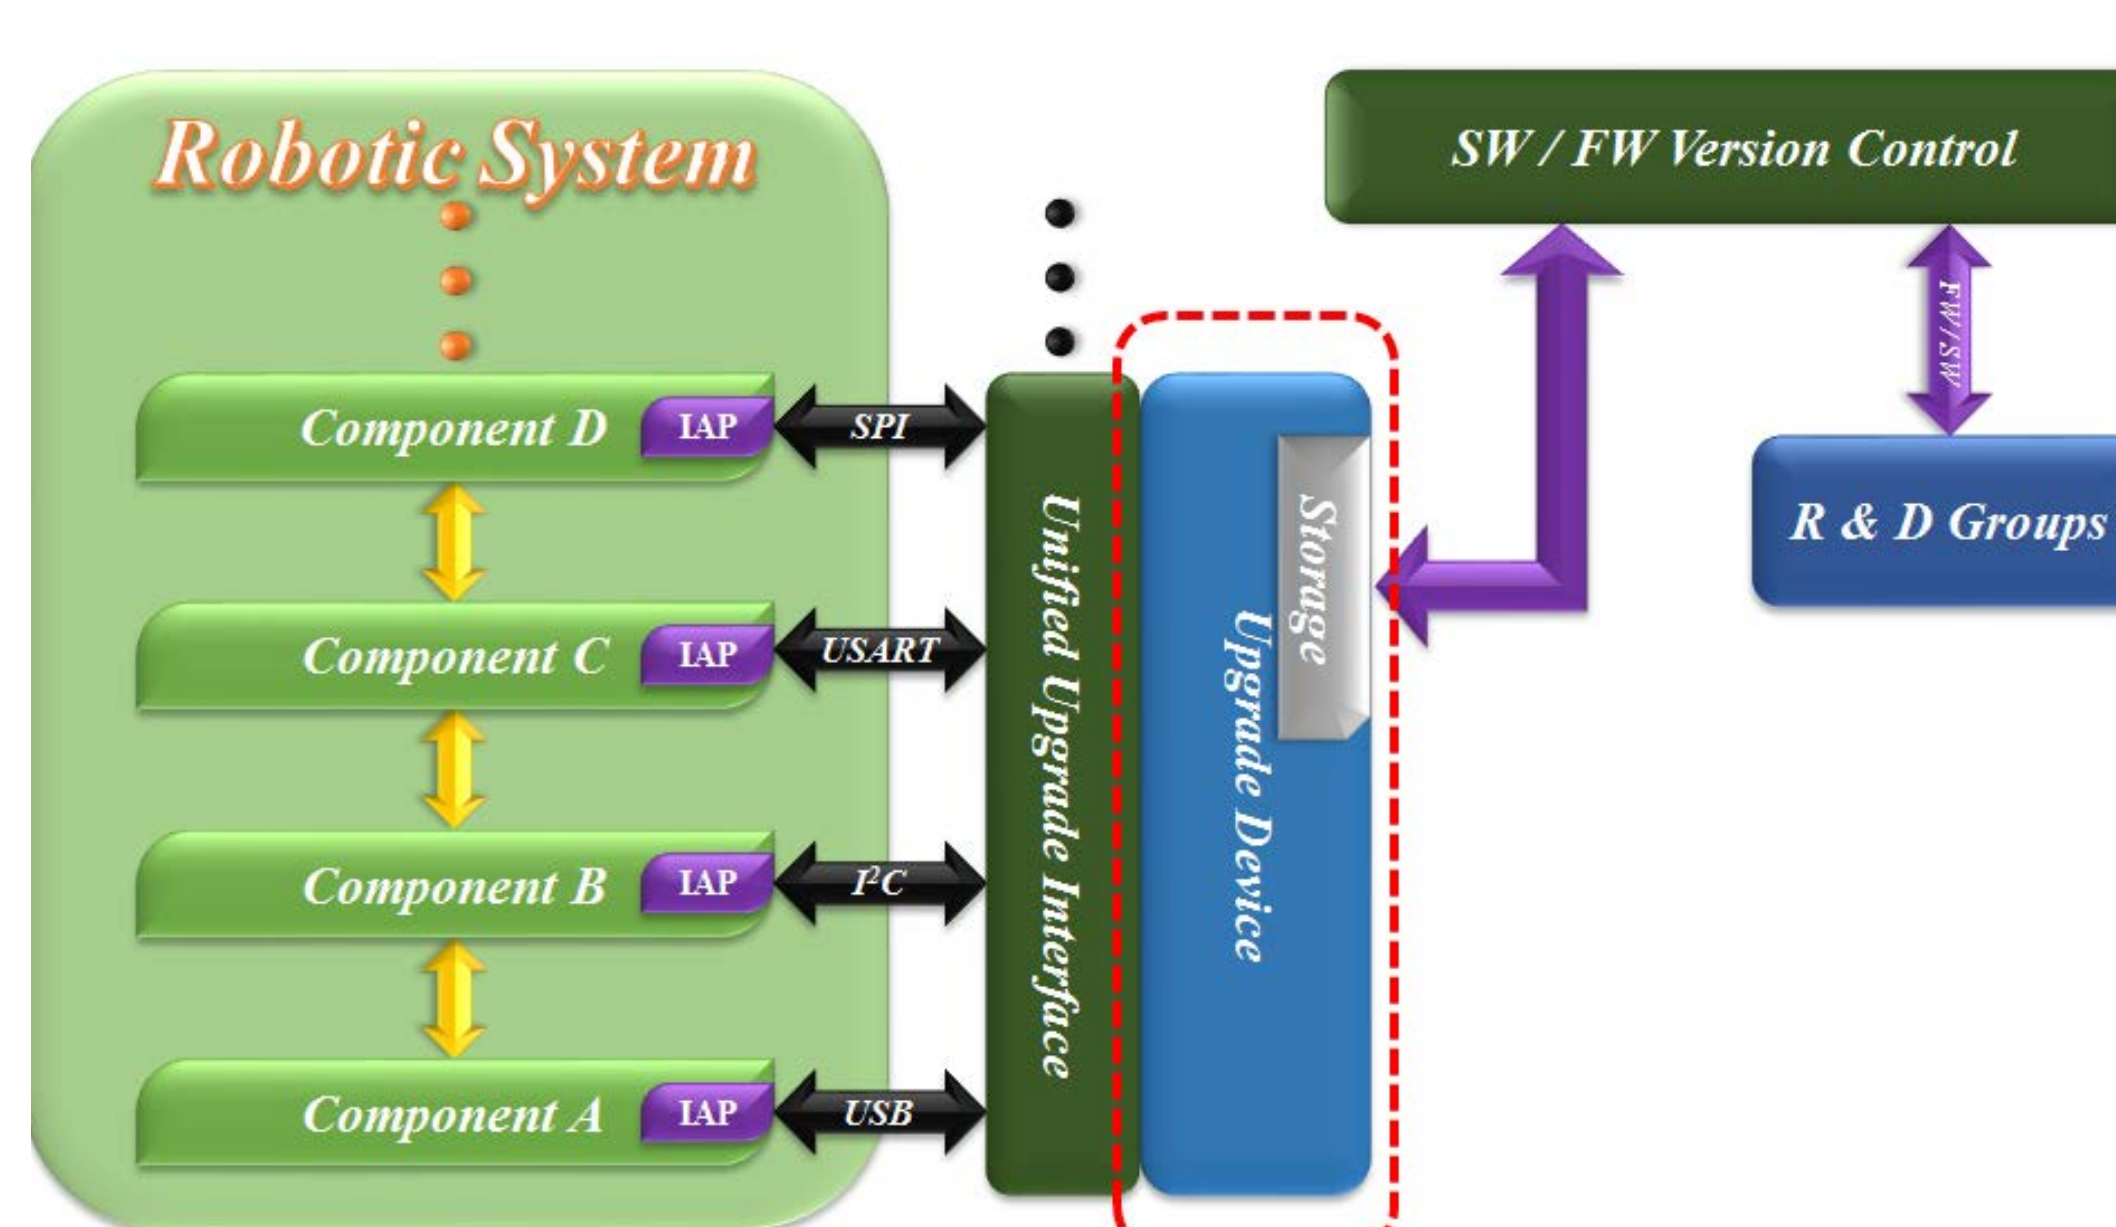 Robotic System
SW / FW Version Control
FW / SW
R & D Groups
Component D
IAP
SPI
Component C
IAP
USART
Component B
IAP
I²C
Component A
IAP
USB
Unified Upgrade Interface
Upgrade Device
Storage